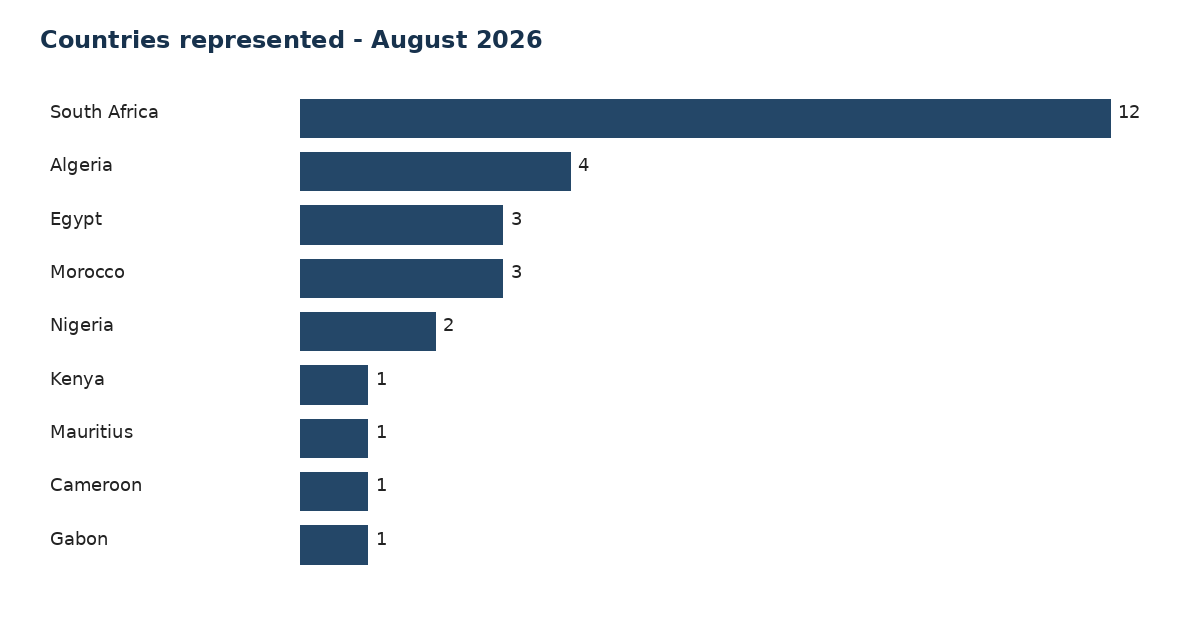 Countries represented - August 2026
South Africa 12
Algeria 4
Egypt 3
Morocco 3
Nigeria 2
Kenya 1
Mauritius 1
Cameroon 1
Gabon 1